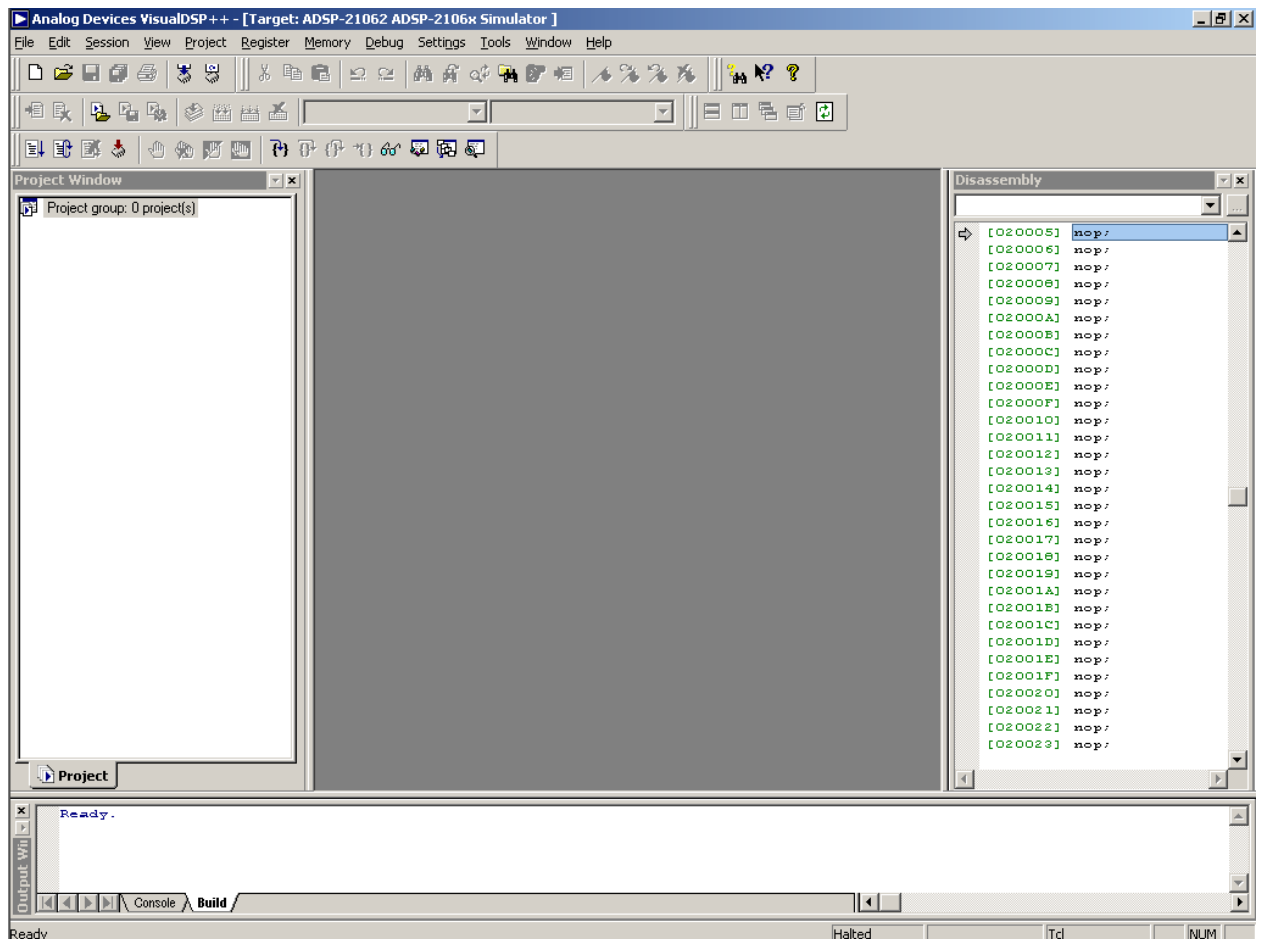 Analog Devices VisualDSP++ - [Target: ADSP-21062 ADSP-2106x Simulator ]
File Edit Session View Project Register Memory Debug Settings Tools Window Help
Project Window
Project group: 0 project(s)
Project
Disassembly
...
[020005] nop;
[020006] nop;
[020007] nop;
[020008] nop;
[020009] nop;
[02000A] nop;
[02000B] nop;
[02000C] nop;
[02000D] nop;
[02000E] nop;
[02000F] nop;
[020010] nop;
[020011] nop;
[020012] nop;
[020013] nop;
[020014] nop;
[020015] nop;
[020016] nop;
[020017] nop;
[020018] nop;
[020019] nop;
[02001A] nop;
[02001B] nop;
[02001C] nop;
[02001D] nop;
[02001E] nop;
[02001F] nop;
[020020] nop;
[020021] nop;
[020022] nop;
[020023] nop;
Output Wi
Ready.
Console Build
Ready Halted Tcl NUM